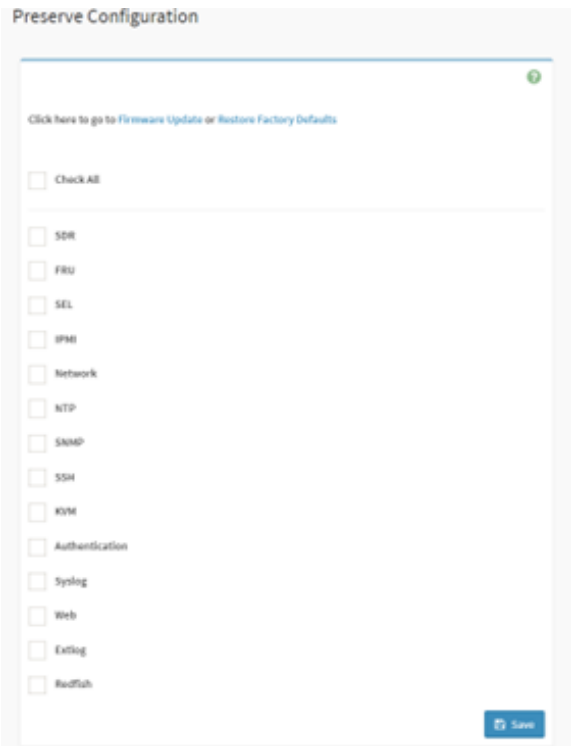 Preserve Configuration
Click here to go to Firmware Update or Restore Factory Defaults
Check All
SDR
FRU
SEL
IPMI
Network
NTP
SNMP
SSH
KVM
Authentication
Syslog
Web
Extlog
Redfish
Save